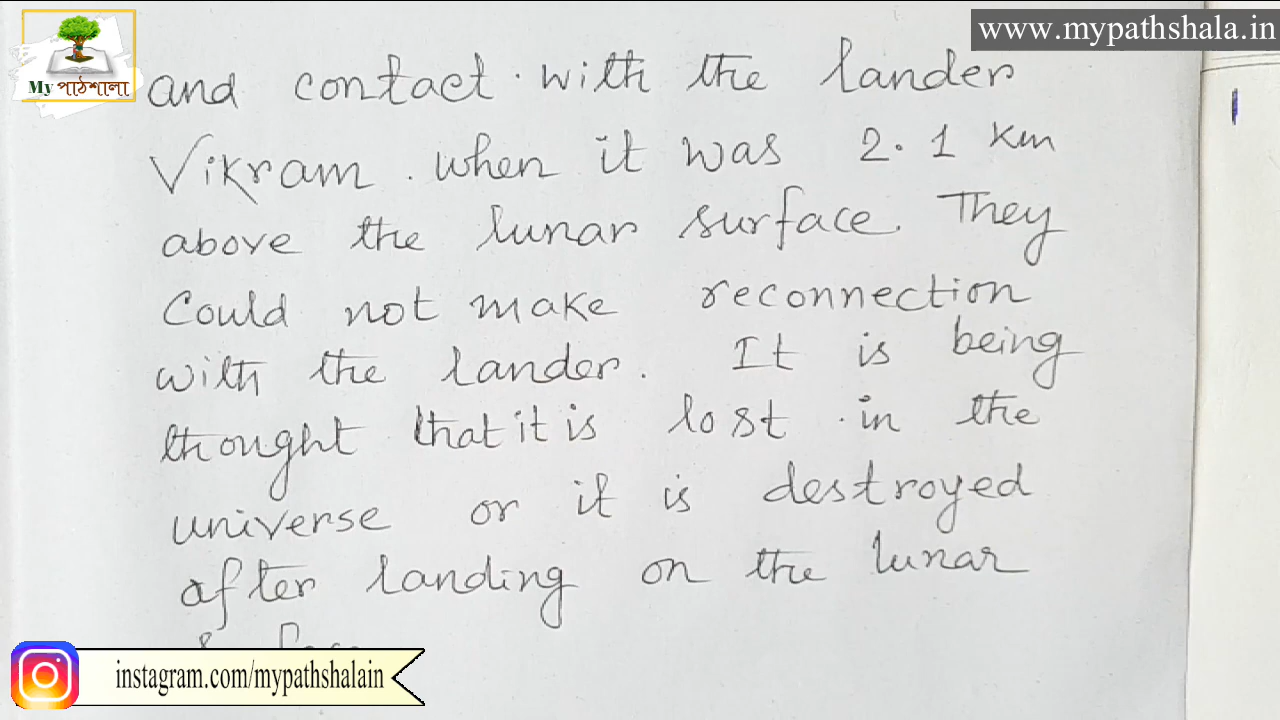 www.mypathshala.in
My পাঠশালা
and contact with the lander
Vikram when it was 2.1 km
above the lunar surface. They
Could not make reconnection
with the lander. It is being
thought that it is lost in the
universe or it is destroyed
after landing on the lunar
instagram.com/mypathshalain